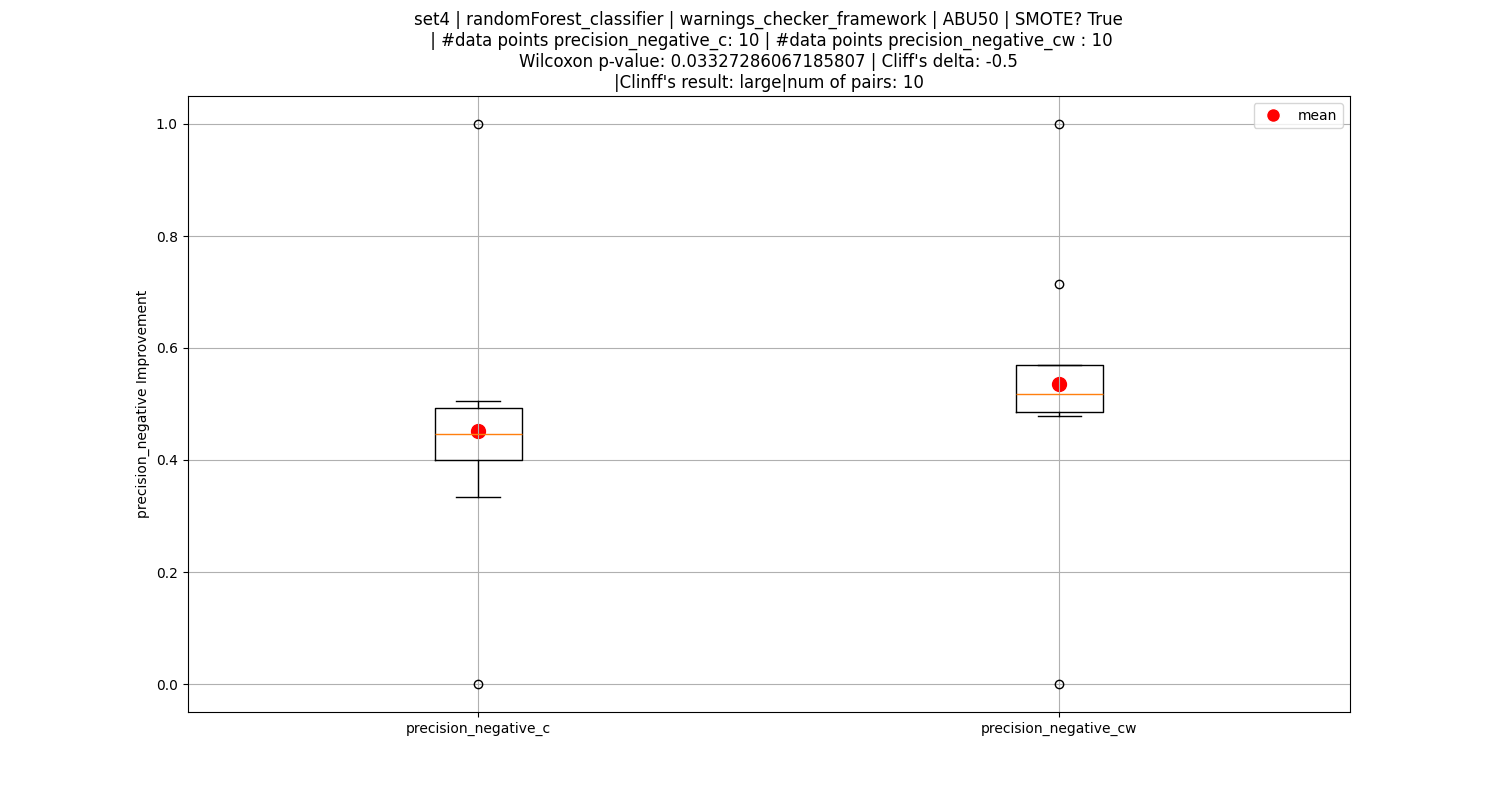 set4 | randomForest_classifier | warnings_checker_framework | ABU50 | SMOTE? True
| #data points precision_negative_c: 10 | #data points precision_negative_cw : 10
Wilcoxon p-value: 0.03327286067185807 | Cliff's delta: -0.5
|Clinff's result: large|num of pairs: 10
mean
1.0
0.8
0.6
0.4
0.2
0.0
precision_negative Improvement
precision_negative_c
precision_negative_cw